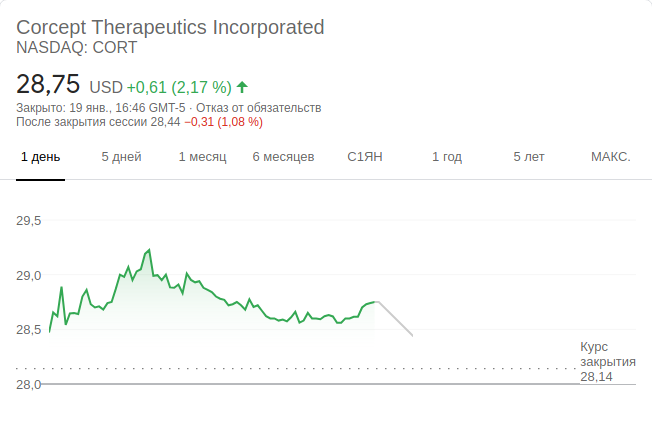 Corcept Therapeutics Incorporated
NASDAQ: CORT
28,75 USD +0,61 (2,17 %)
Закрыто: 19 янв., 16:46 GMT-5 · Отказ от обязательств
После закрытия сессии 28,44 −0,31 (1,08 %)
1 день 5 дней 1 месяц 6 месяцев С1ЯН 1 год 5 лет МАКС.
29,5
29,0
28,5
Курс
закрытия
28,14
28,0